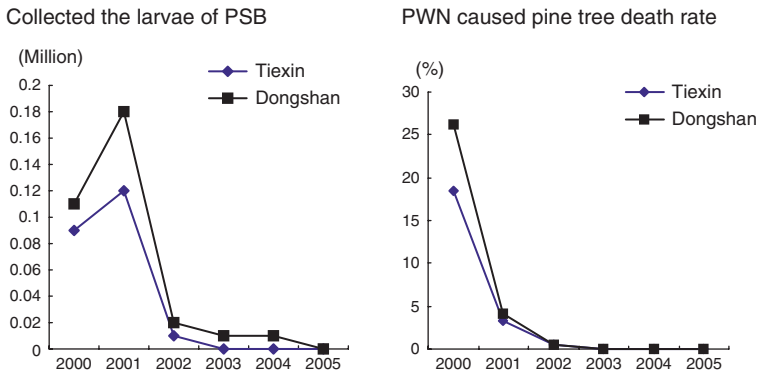 Collected the larvae of PSB
(Million)
Tiexin
Dongshan
0.2
0.18
0.16
0.14
0.12
0.1
0.08
0.06
0.04
0.02
0
2000 2001 2002 2003 2004 2005
PWN caused pine tree death rate
(%)
Tiexin
Dongshan
30
25
20
15
10
5
0
2000 2001 2002 2003 2004 2005